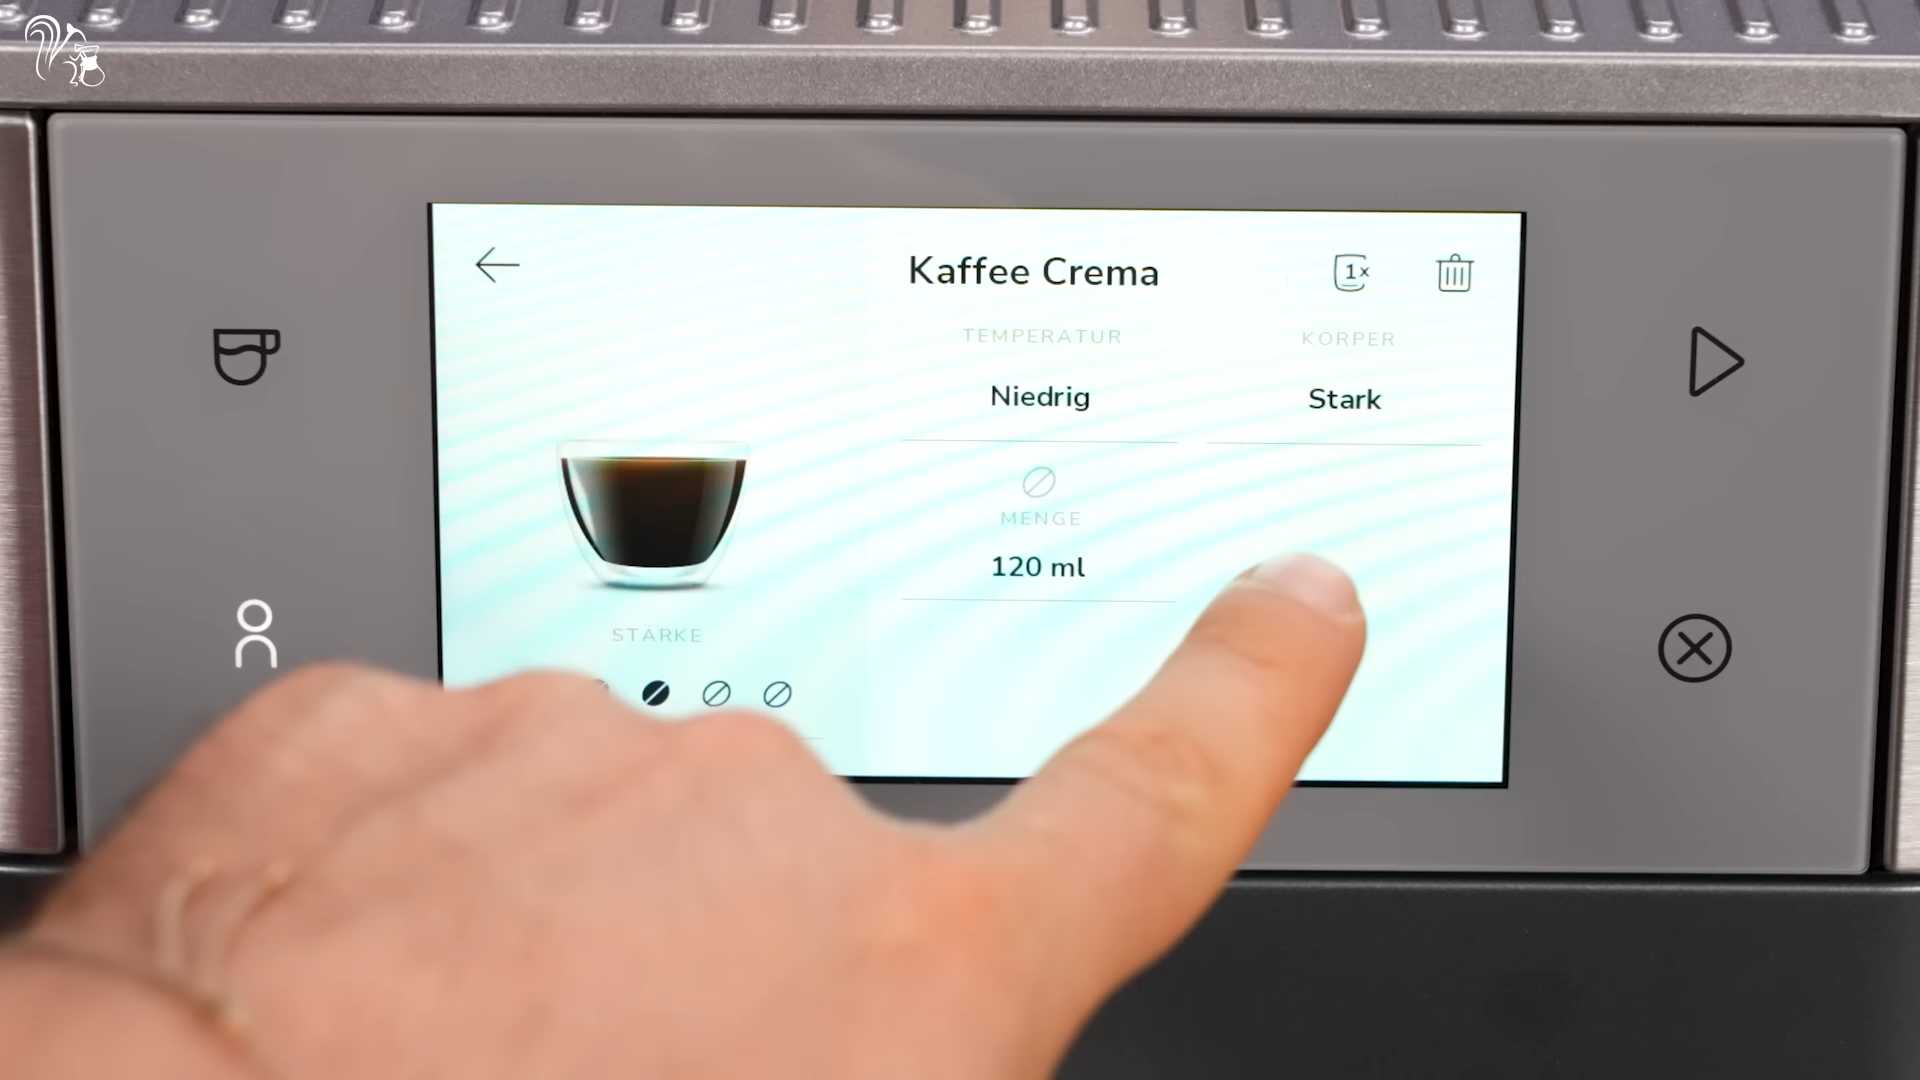 Kaffee Crema
1x
TEMPERATUR
KÖRPER
Niedrig
Stark
MENGE
120 ml
STÄRKE